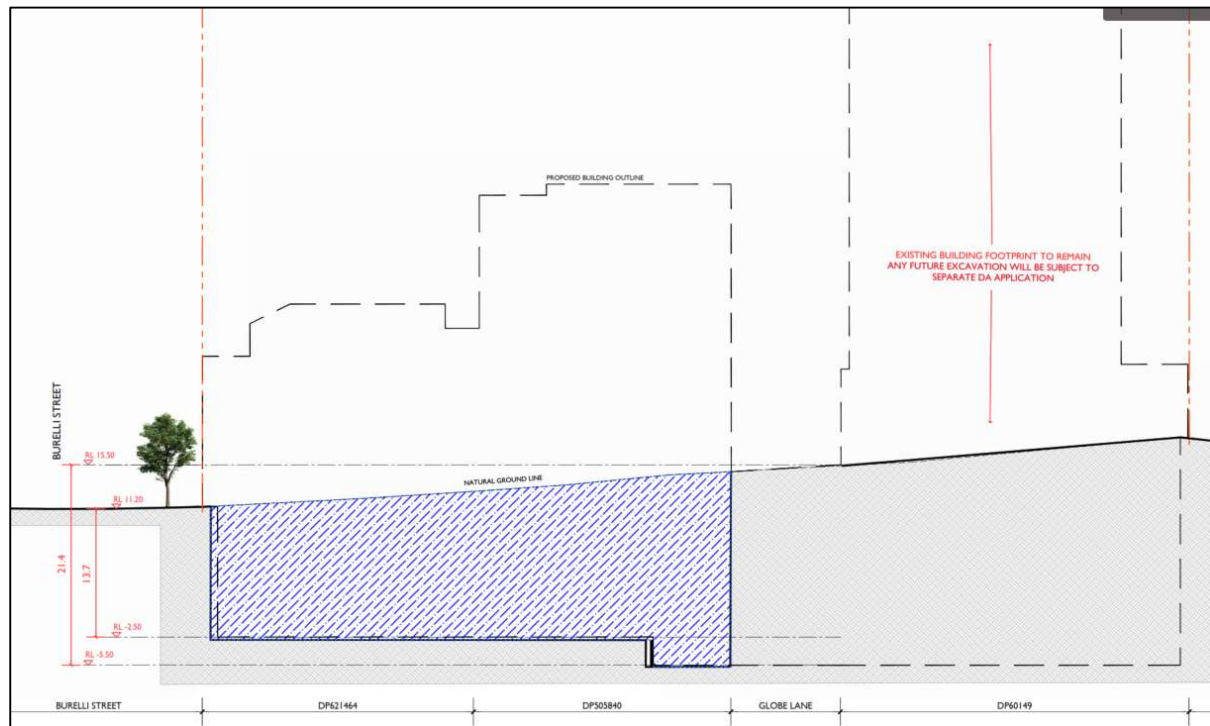 PROPOSED BUILDING OUTLINE
EXISTING BUILDING FOOTPRINT TO REMAIN
ANY FUTURE EXCAVATION WILL BE SUBJECT TO
SEPARATE DA APPLICATION
BURELLI STREET
RL 15.50
NATURAL GROUND LINE
RL 11.20
21.4
13.7
RL -2.50
RL -5.50
BURELLI STREET
DP621464
DP505840
GLOBE LANE
DP60149